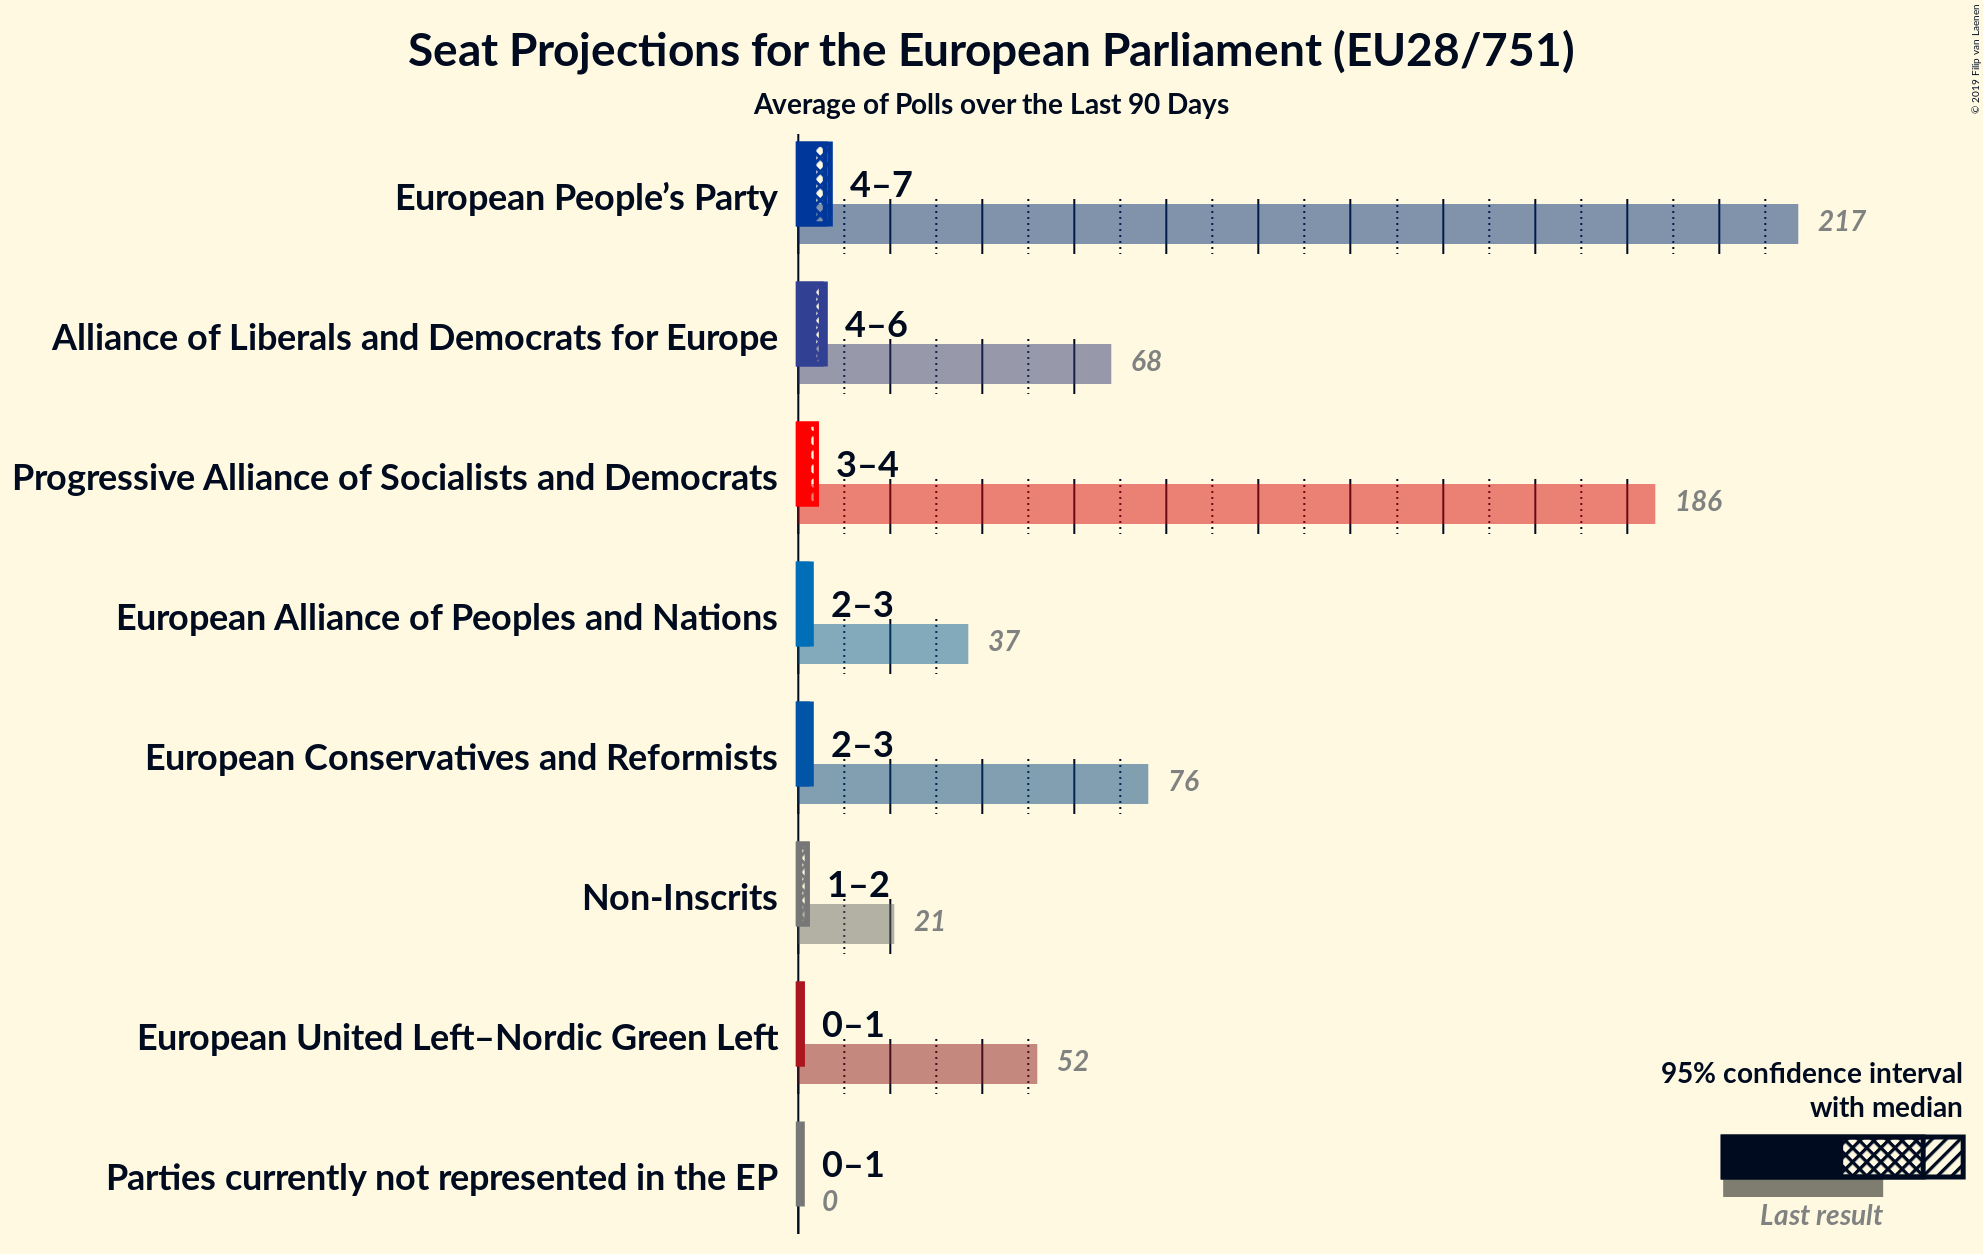 Seat Projections for the European Parliament (EU28/751)
Average of Polls over the Last 90 Days
© 2019 Filip van Laenen
European People’s Party
4–7
217
Alliance of Liberals and Democrats for Europe
4–6
68
Progressive Alliance of Socialists and Democrats
3–4
186
European Alliance of Peoples and Nations
2–3
37
European Conservatives and Reformists
2–3
76
Non-Inscrits
1–2
21
European United Left–Nordic Green Left
0–1
52
Parties currently not represented in the EP
0–1
0
95% confidence interval
with median
Last result